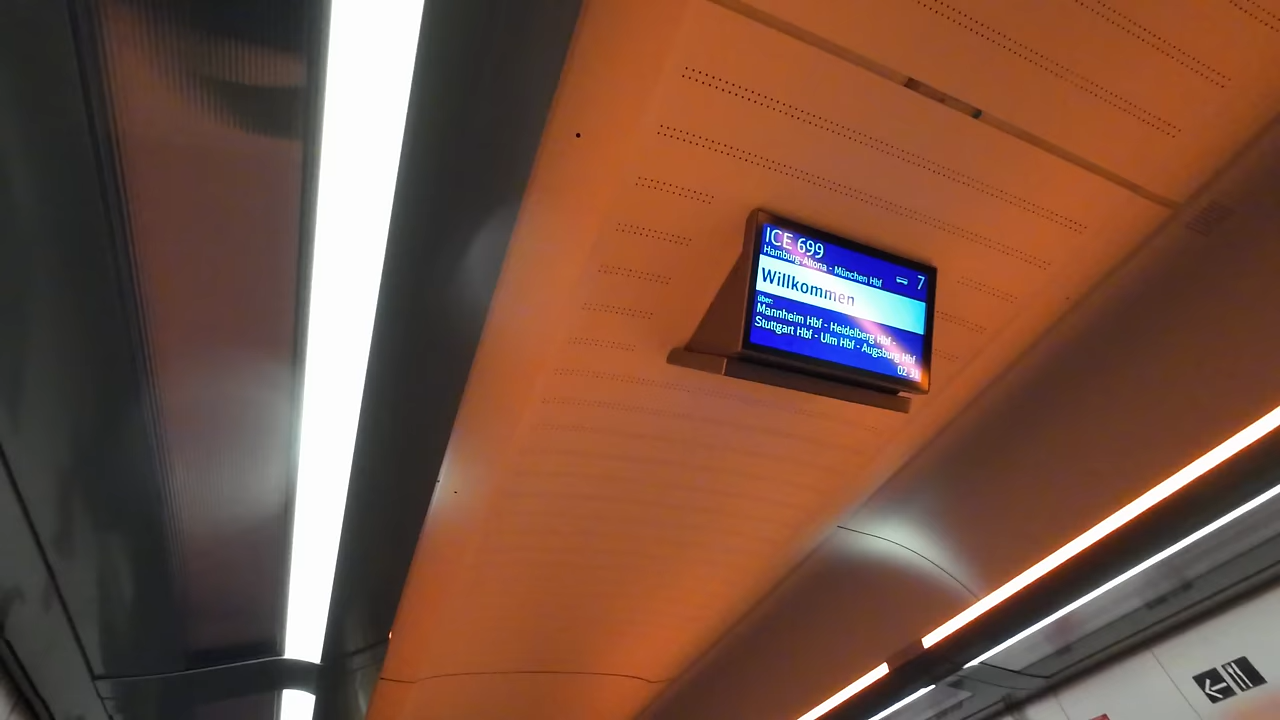 ICE 699
Hamburg-Altona - München Hbf
7
Willkommen
über:
Mannheim Hbf - Heidelberg Hbf -
Stuttgart Hbf - Ulm Hbf - Augsburg Hbf
02:31